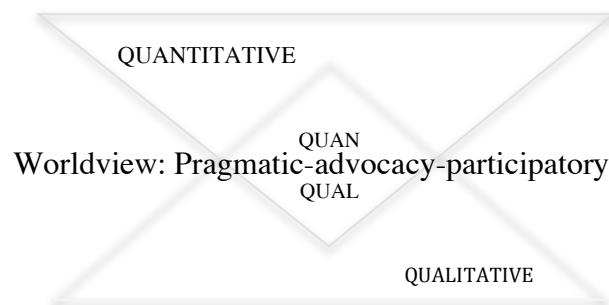 QUANTITATIVE
QUAN
Worldview: Pragmatic-advocacy-participatory
QUAL
QUALITATIVE